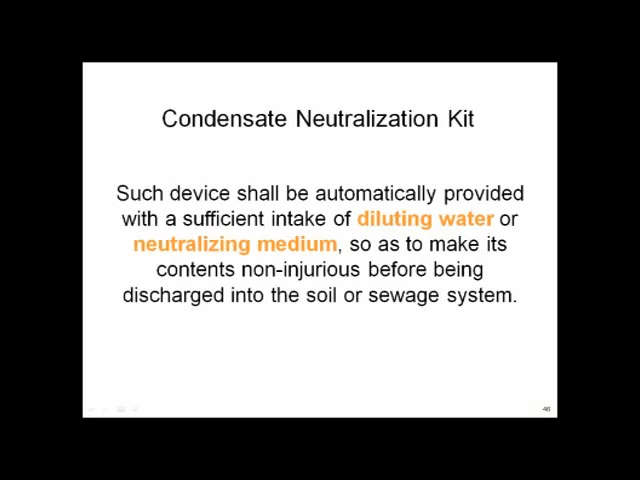 Condensate Neutralization Kit
Such device shall be automatically provided
with a sufficient intake of diluting water or
neutralizing medium, so as to make its
contents non-injurious before being
discharged into the soil or sewage system.
46